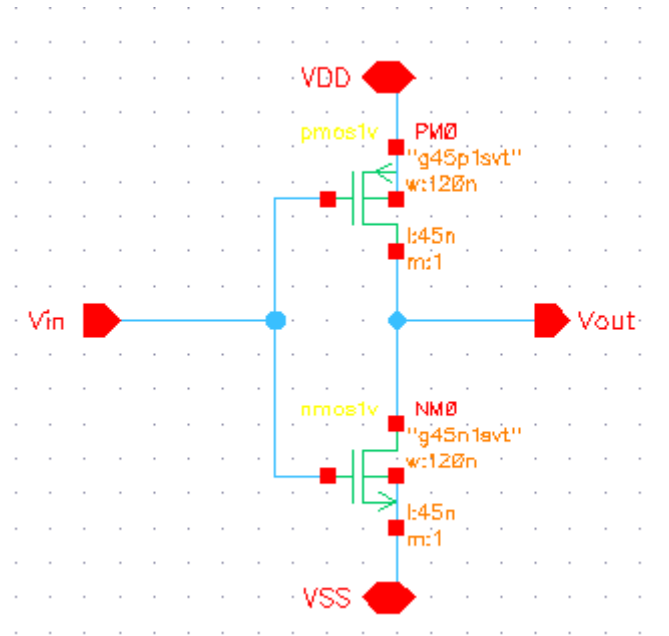 VDD
pmos1v PM0
"g45p1svt"
w:120n
l:45n
m:1
Vin
Vout
nmos1v NM0
"g45n1svt"
w:120n
l:45n
m:1
VSS